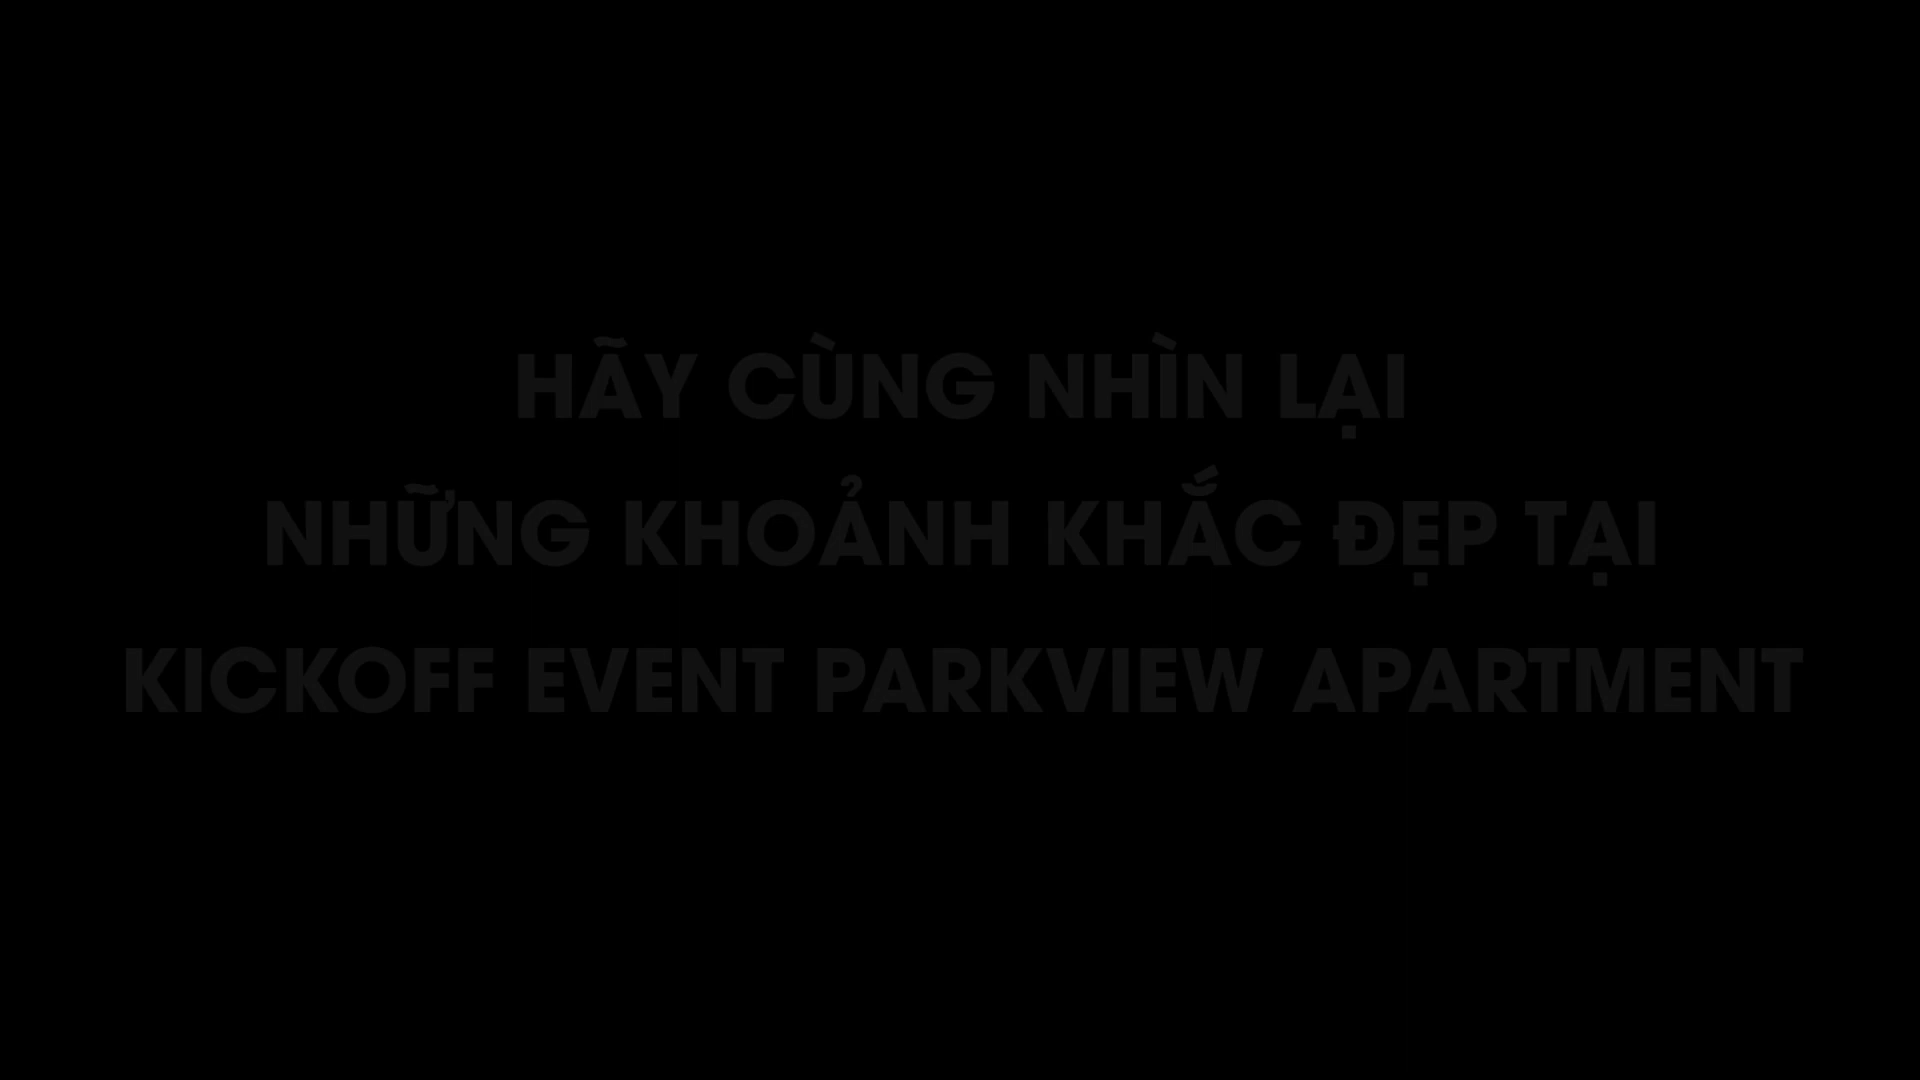 HÃY CÙNG NHÌN LẠI
NHỮNG KHOẢNH KHẮC ĐẸP TẠI
KICKOFF EVENT PARKVIEW APARTMENT